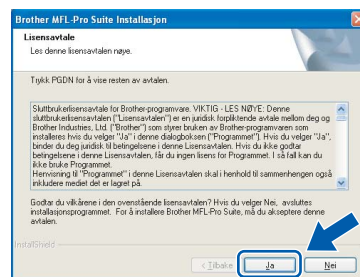 Brother MFL-Pro Suite Installasjon
Lisensavtale
Les denne lisensavtalen nøye.
Trykk PGDN for å vise resten av avtalen.
Sluttbrukerlisensavtale for Brother-programvare. VIKTIG - LES NØYE: Denne
sluttbrukerlisensavtalen ("Lisensavtalen") er en juridisk forpliktende avtale mellom deg og
Brother Industries, Ltd. ("Brother") som styrer bruken av Brother-programvaren som
installeres hvis du velger "Ja" i denne dialogboksen ("Programmet"). Hvis du velger "Ja",
binder du deg juridisk til betingelsene i denne Lisensavtalen. Hvis du ikke godtar
betingelsene i denne Lisensavtalen, får du ingen lisens for Programmet. I så fall kan du
ikke bruke Programmet.
Henvisning til "Programmet" i denne Lisensavtalen skal i henhold til sammenhengen også
inkludere mediet det er lagret på.
Godtar du vilkårene i den ovenstående lisensavtalen? Hvis du velger Nei, avsluttes
installasjonsprogrammet. For å installere Brother MFL-Pro Suite, må du akseptere denne
avtalen.
InstallShield
< Tilbake Ja Nei